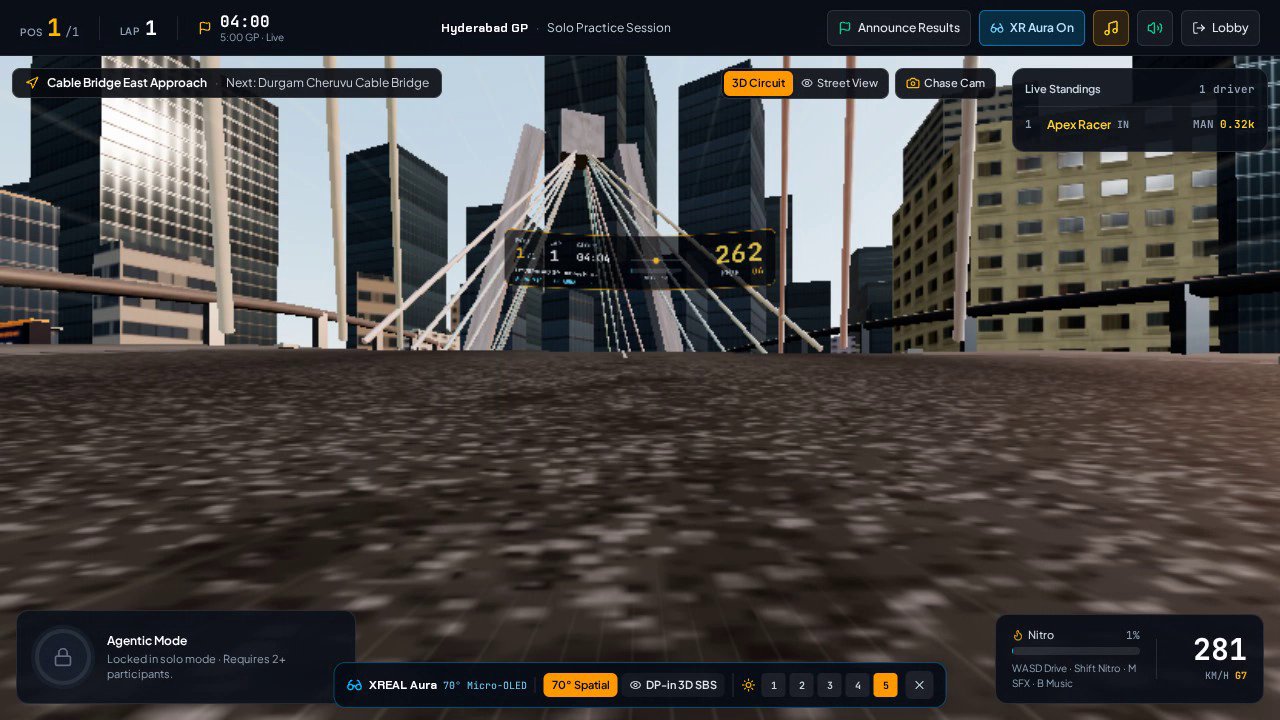 POS 1 /1
LAP 1
04:00
5:00 GP · Live
Hyderabad GP · Solo Practice Session
Announce Results
XR Aura On
Lobby
Cable Bridge East Approach · Next: Durgam Cheruvu Cable Bridge
3D Circuit
Street View
Chase Cam
Live Standings 1 driver
1 Apex Racer IN MAN 0.32k
1 1 04:04 262
KM/H
Agentic Mode
Locked in solo mode · Requires 2+
participants.
XREAL Aura 70° Micro-OLED
70° Spatial
DP-in 3D SBS
1 2 3 4 5
Nitro 1%
WASD Drive · Shift Nitro · M
SFX · B Music
281
KM/H G7